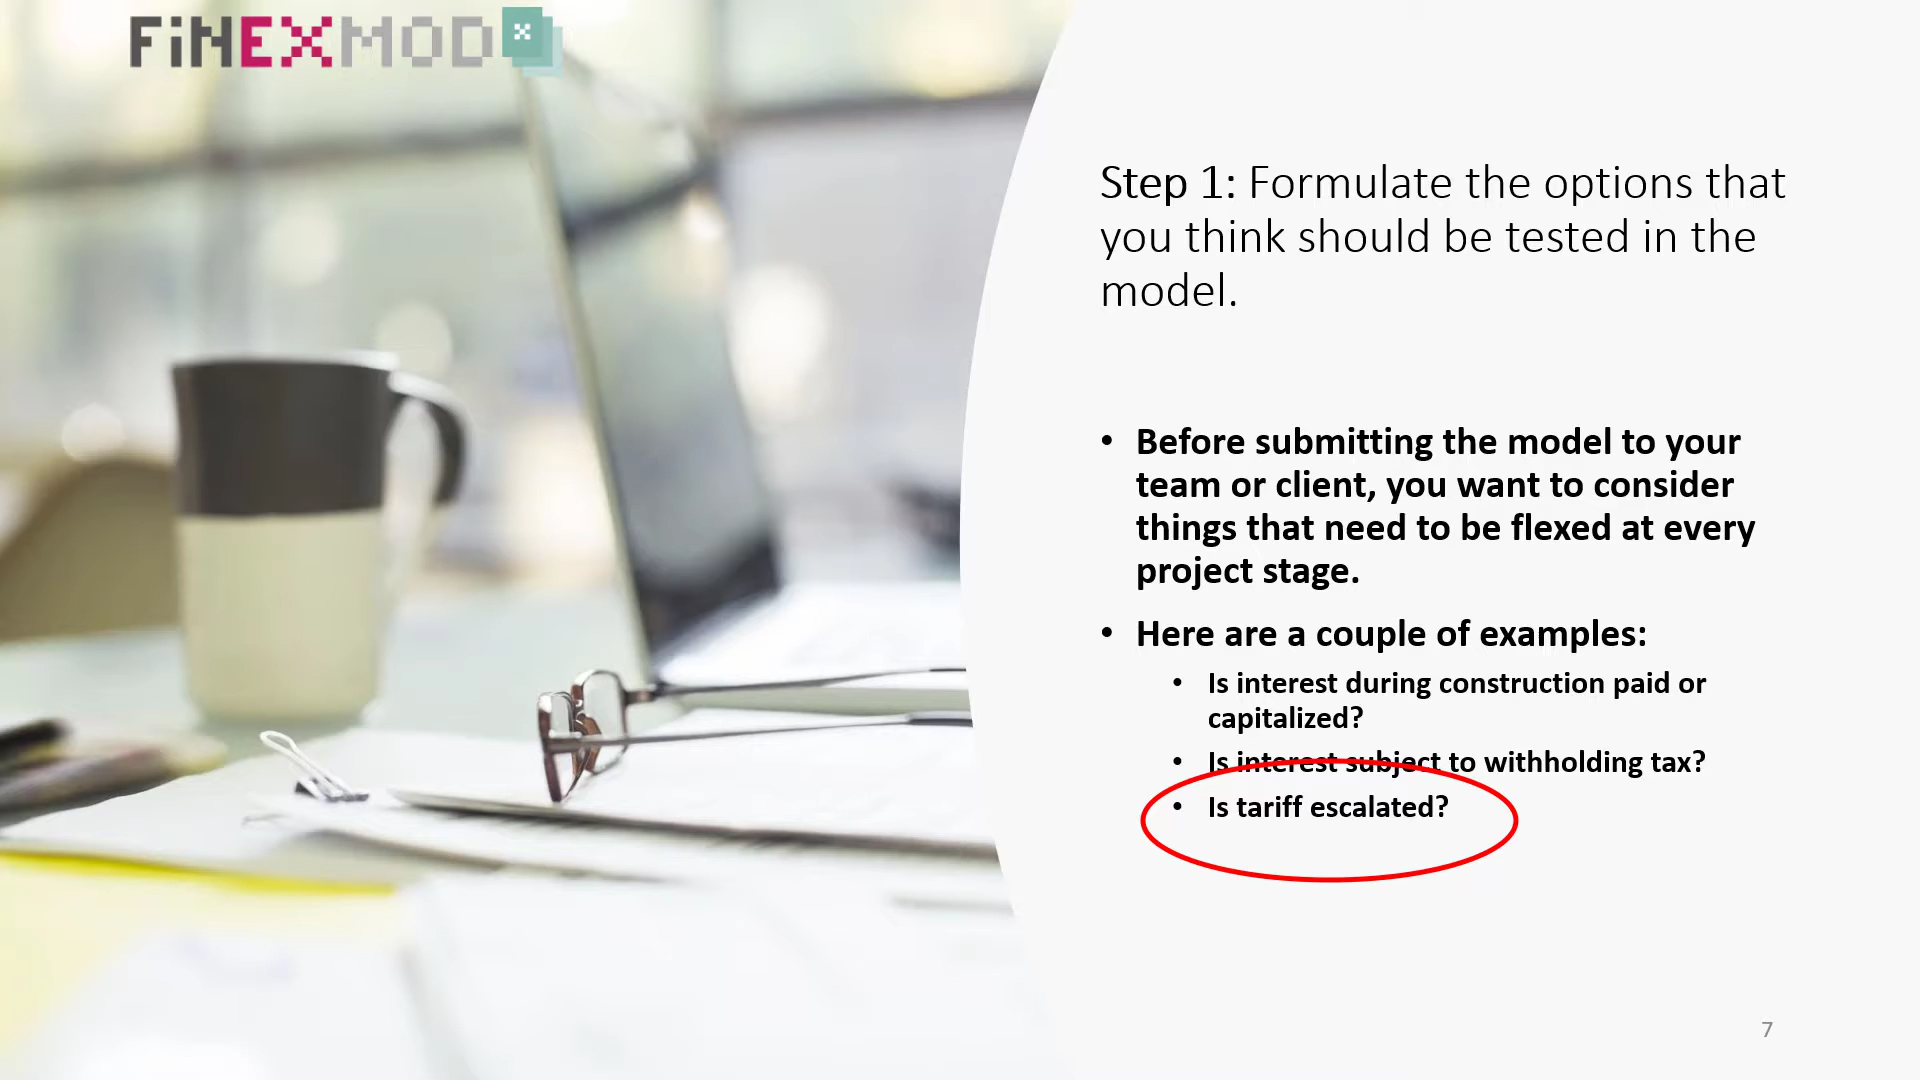 FiNEXMOD
Step 1: Formulate the options that
you think should be tested in the
model.
• Before submitting the model to your
team or client, you want to consider
things that need to be flexed at every
project stage.
• Here are a couple of examples:
• Is interest during construction paid or
capitalized?
• Is interest subject to withholding tax?
• Is tariff escalated?
7